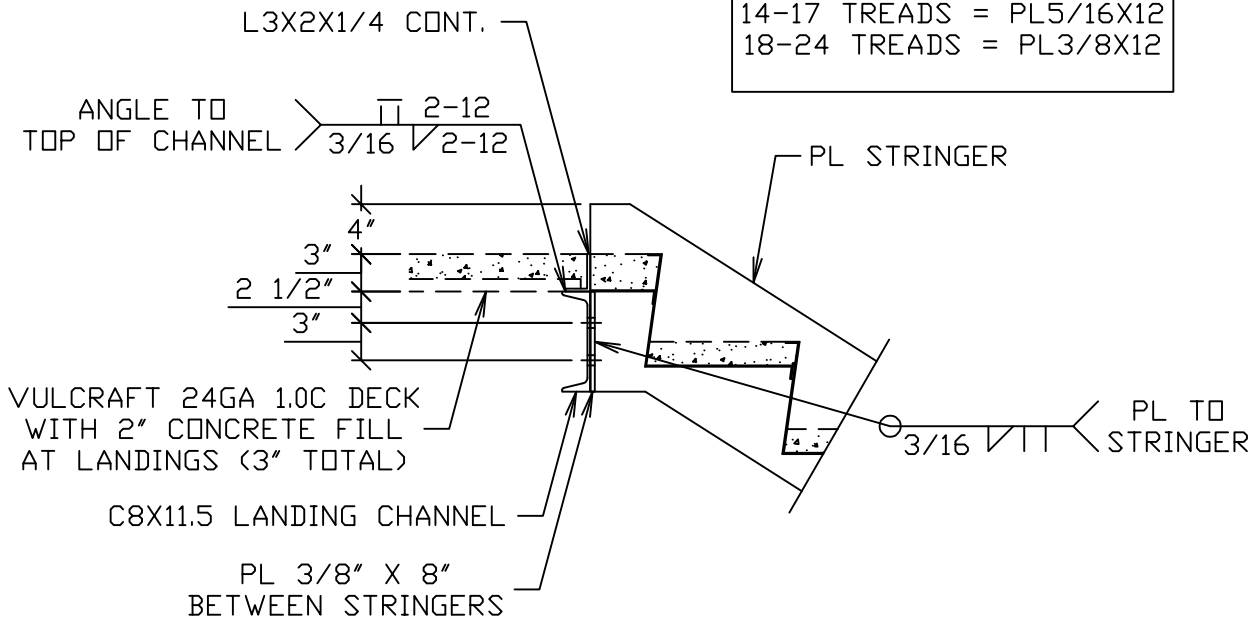 L3X2X1/4 CONT.
14-17 TREADS = PL5/16X12
18-24 TREADS = PL3/8X12
ANGLE TO
TOP OF CHANNEL
2-12
3/16
2-12
PL STRINGER
4"
3"
2 1/2"
3"
VULCRAFT 24GA 1.0C DECK
WITH 2" CONCRETE FILL
AT LANDINGS (3" TOTAL)
3/16
PL TO
STRINGER
C8X11.5 LANDING CHANNEL
PL 3/8" X 8"
BETWEEN STRINGERS